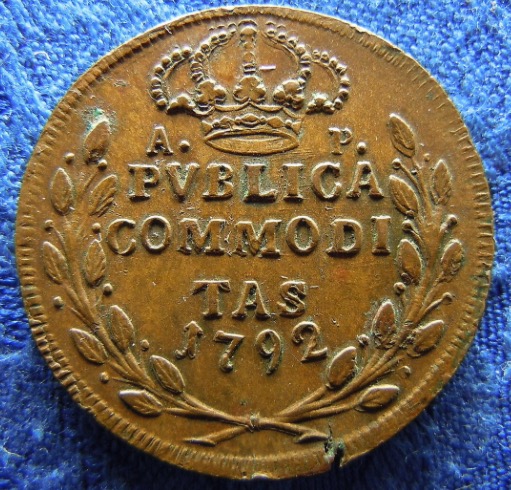 A. P.
PVBLICA
COMMODI
TAS
1792